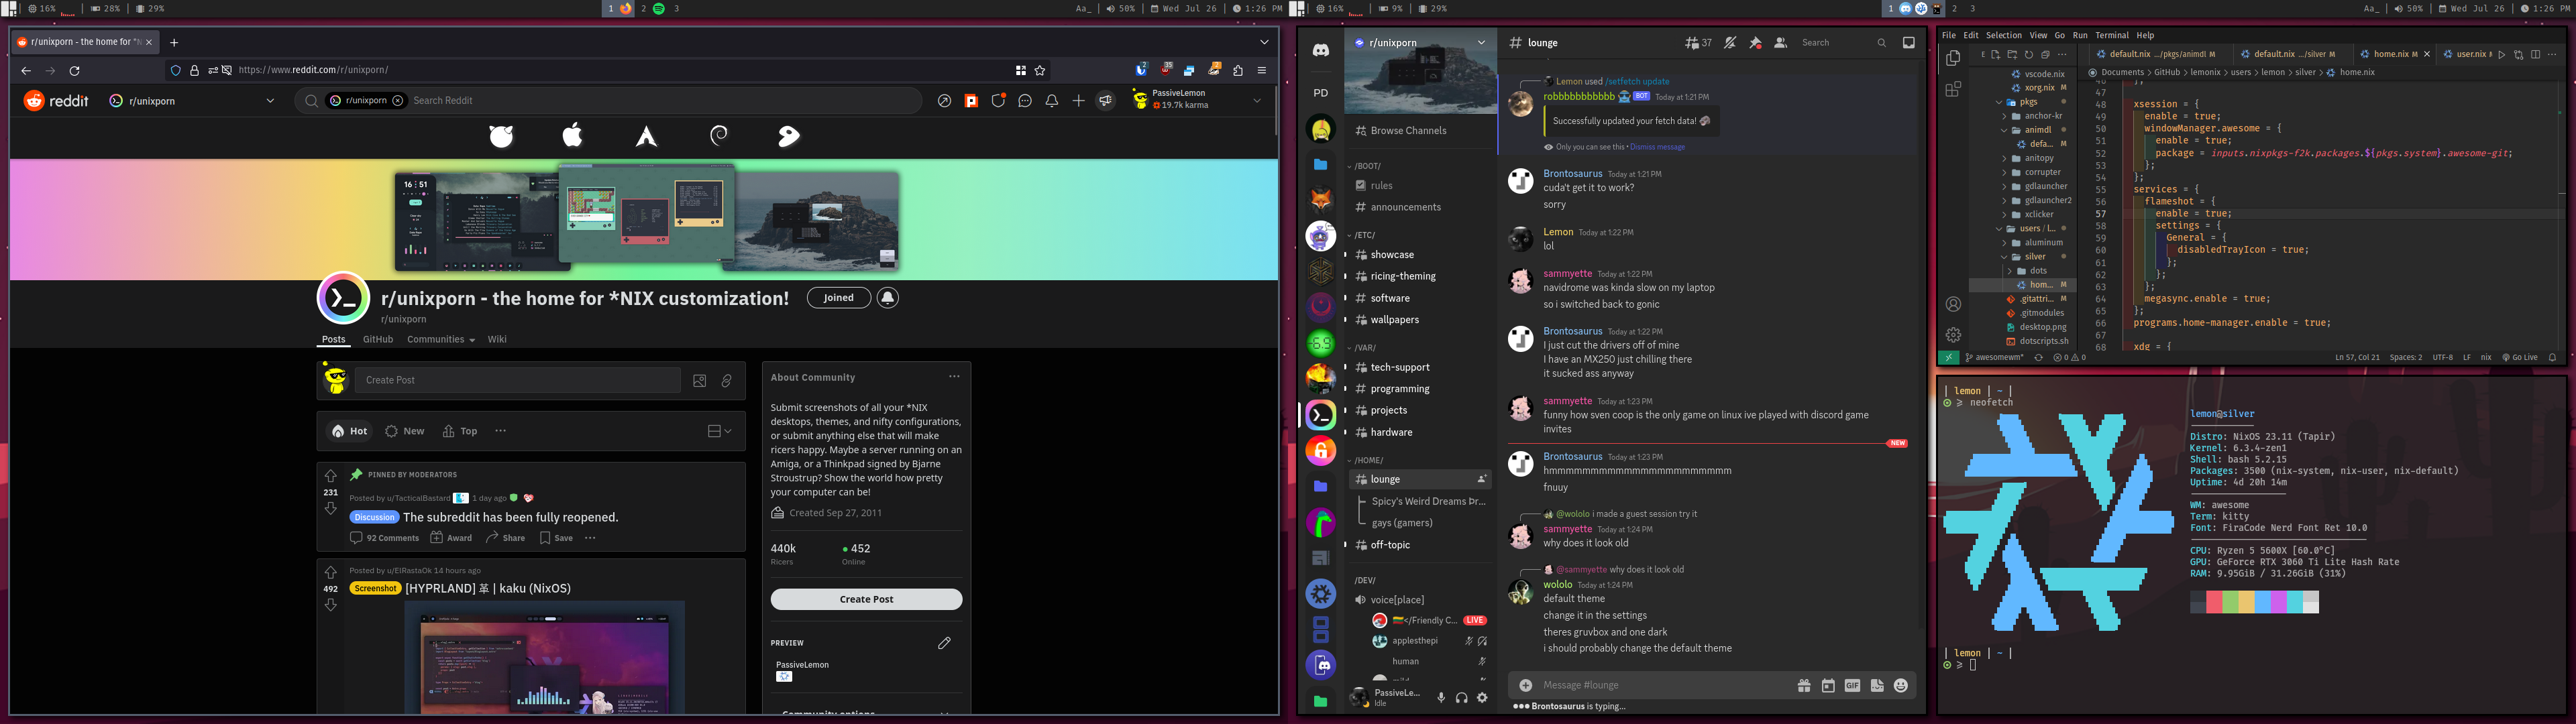 16% 28% 29%
1 2 3
Aa_ | 50% | Wed Jul 26 | 1:26 PM
16% 9% 29%
1 2 3
Aa_ | 50% | Wed Jul 26 | 1:26 PM
r/unixporn - the home for *N
https://www.reddit.com/r/unixporn/
reddit r/unixporn r/unixporn Search Reddit
PassiveLemon
19.7k karma
16 51
r/unixporn - the home for *NIX customization!
Joined
r/unixporn
Posts GitHub Communities Wiki
Create Post
Hot New Top
PINNED BY MODERATORS
231
Posted by u/TacticalBastard 1 day ago
Discussion The subreddit has been fully reopened.
92 Comments Award Share Save
Posted by u/ElRastaOk 14 hours ago
492
Screenshot [HYPRLAND] 革 | kaku (NixOS)
About Community
Submit screenshots of all your *NIX
desktops, themes, and nifty configurations,
or submit anything else that will make
ricers happy. Maybe a server running on an
Amiga, or a Thinkpad signed by Bjarne
Stroustrup? Show the world how pretty
your computer can be!
Created Sep 27, 2011
440k 452
Ricers Online
Create Post
PREVIEW
PassiveLemon
Community options
PD
r/unixporn
Browse Channels
/BOOT/
rules
announcements
/ETC/
showcase
ricing-theming
software
wallpapers
/VAR/
tech-support
programming
projects
hardware
/HOME/
lounge
Spicy's Weird Dreams Þr...
gays (gamers)
off-topic
/DEV/
voice[place]
</Friendly C... LIVE
applesthepi
human
PassiveLe...
Idle
# lounge
37 Search
Lemon used /setfetch update
robbbbbbbbbbb BOT Today at 1:21 PM
Successfully updated your fetch data!
Only you can see this • Dismiss message
Brontosaurus Today at 1:21 PM
cuda't get it to work?
sorry
Lemon Today at 1:22 PM
lol
sammyette Today at 1:22 PM
navidrome was kinda slow on my laptop
so i switched back to gonic
Brontosaurus Today at 1:22 PM
I just cut the drivers off of mine
I have an MX250 just chilling there
it sucked ass anyway
sammyette Today at 1:23 PM
funny how sven coop is the only game on linux ive played with discord game
invites
NEW
Brontosaurus Today at 1:23 PM
hmmmmmmmmmmmmmmmmmmmmm
fnuuy
@wololo i made a guest session try it
sammyette Today at 1:24 PM
why does it look old
@sammyette why does it look old
wololo Today at 1:24 PM
default theme
change it in the settings
theres gruvbox and one dark
i should probably change the default theme
Message #lounge
GIF
Brontosaurus is typing...
File Edit Selection View Go Run Terminal Help
default.nix .../pkgs/animdl M default.nix .../silver M home.nix M user.nix
Documents > GitHub > lemonix > users > lemon > silver > home.nix
vscode.nix
xorg.nix M
pkgs
anchor-kr
animdl
defa... M
anitopy
corrupter
gdlauncher
gdlauncher2
xclicker
users / l...
aluminum
silver
dots
hom... M
.gitattri... M
.gitmodules
desktop.png
dotscripts.sh
47
48 xsession = {
49 enable = true;
50 windowManager.awesome = {
51 enable = true;
52 package = inputs.nixpkgs-f2k.packages.${pkgs.system}.awesome-git;
53 };
54 };
55 services = {
56 flameshot = {
57 enable = true;
58 settings = {
59 General = {
60 disabledTrayIcon = true;
61 };
62 };
63 };
64 megasync.enable = true;
65 };
66 programs.home-manager.enable = true;
67
68 xdg = {
awesomewm* 0 0 Ln 57, Col 21 Spaces: 2 UTF-8 LF nix Go Live
| lemon | ~ |
neofetch
lemon@silver
Distro: NixOS 23.11 (Tapir)
Kernel: 6.3.4-zen1
Shell: bash 5.2.15
Packages: 3500 (nix-system, nix-user, nix-default)
Uptime: 4d 20h 14m
WM: awesome
Term: kitty
Font: FiraCode Nerd Font Ret 10.0
CPU: Ryzen 5 5600X [60.0°C]
GPU: GeForce RTX 3060 Ti Lite Hash Rate
RAM: 9.95GiB / 31.26GiB (31%)
| lemon | ~ |